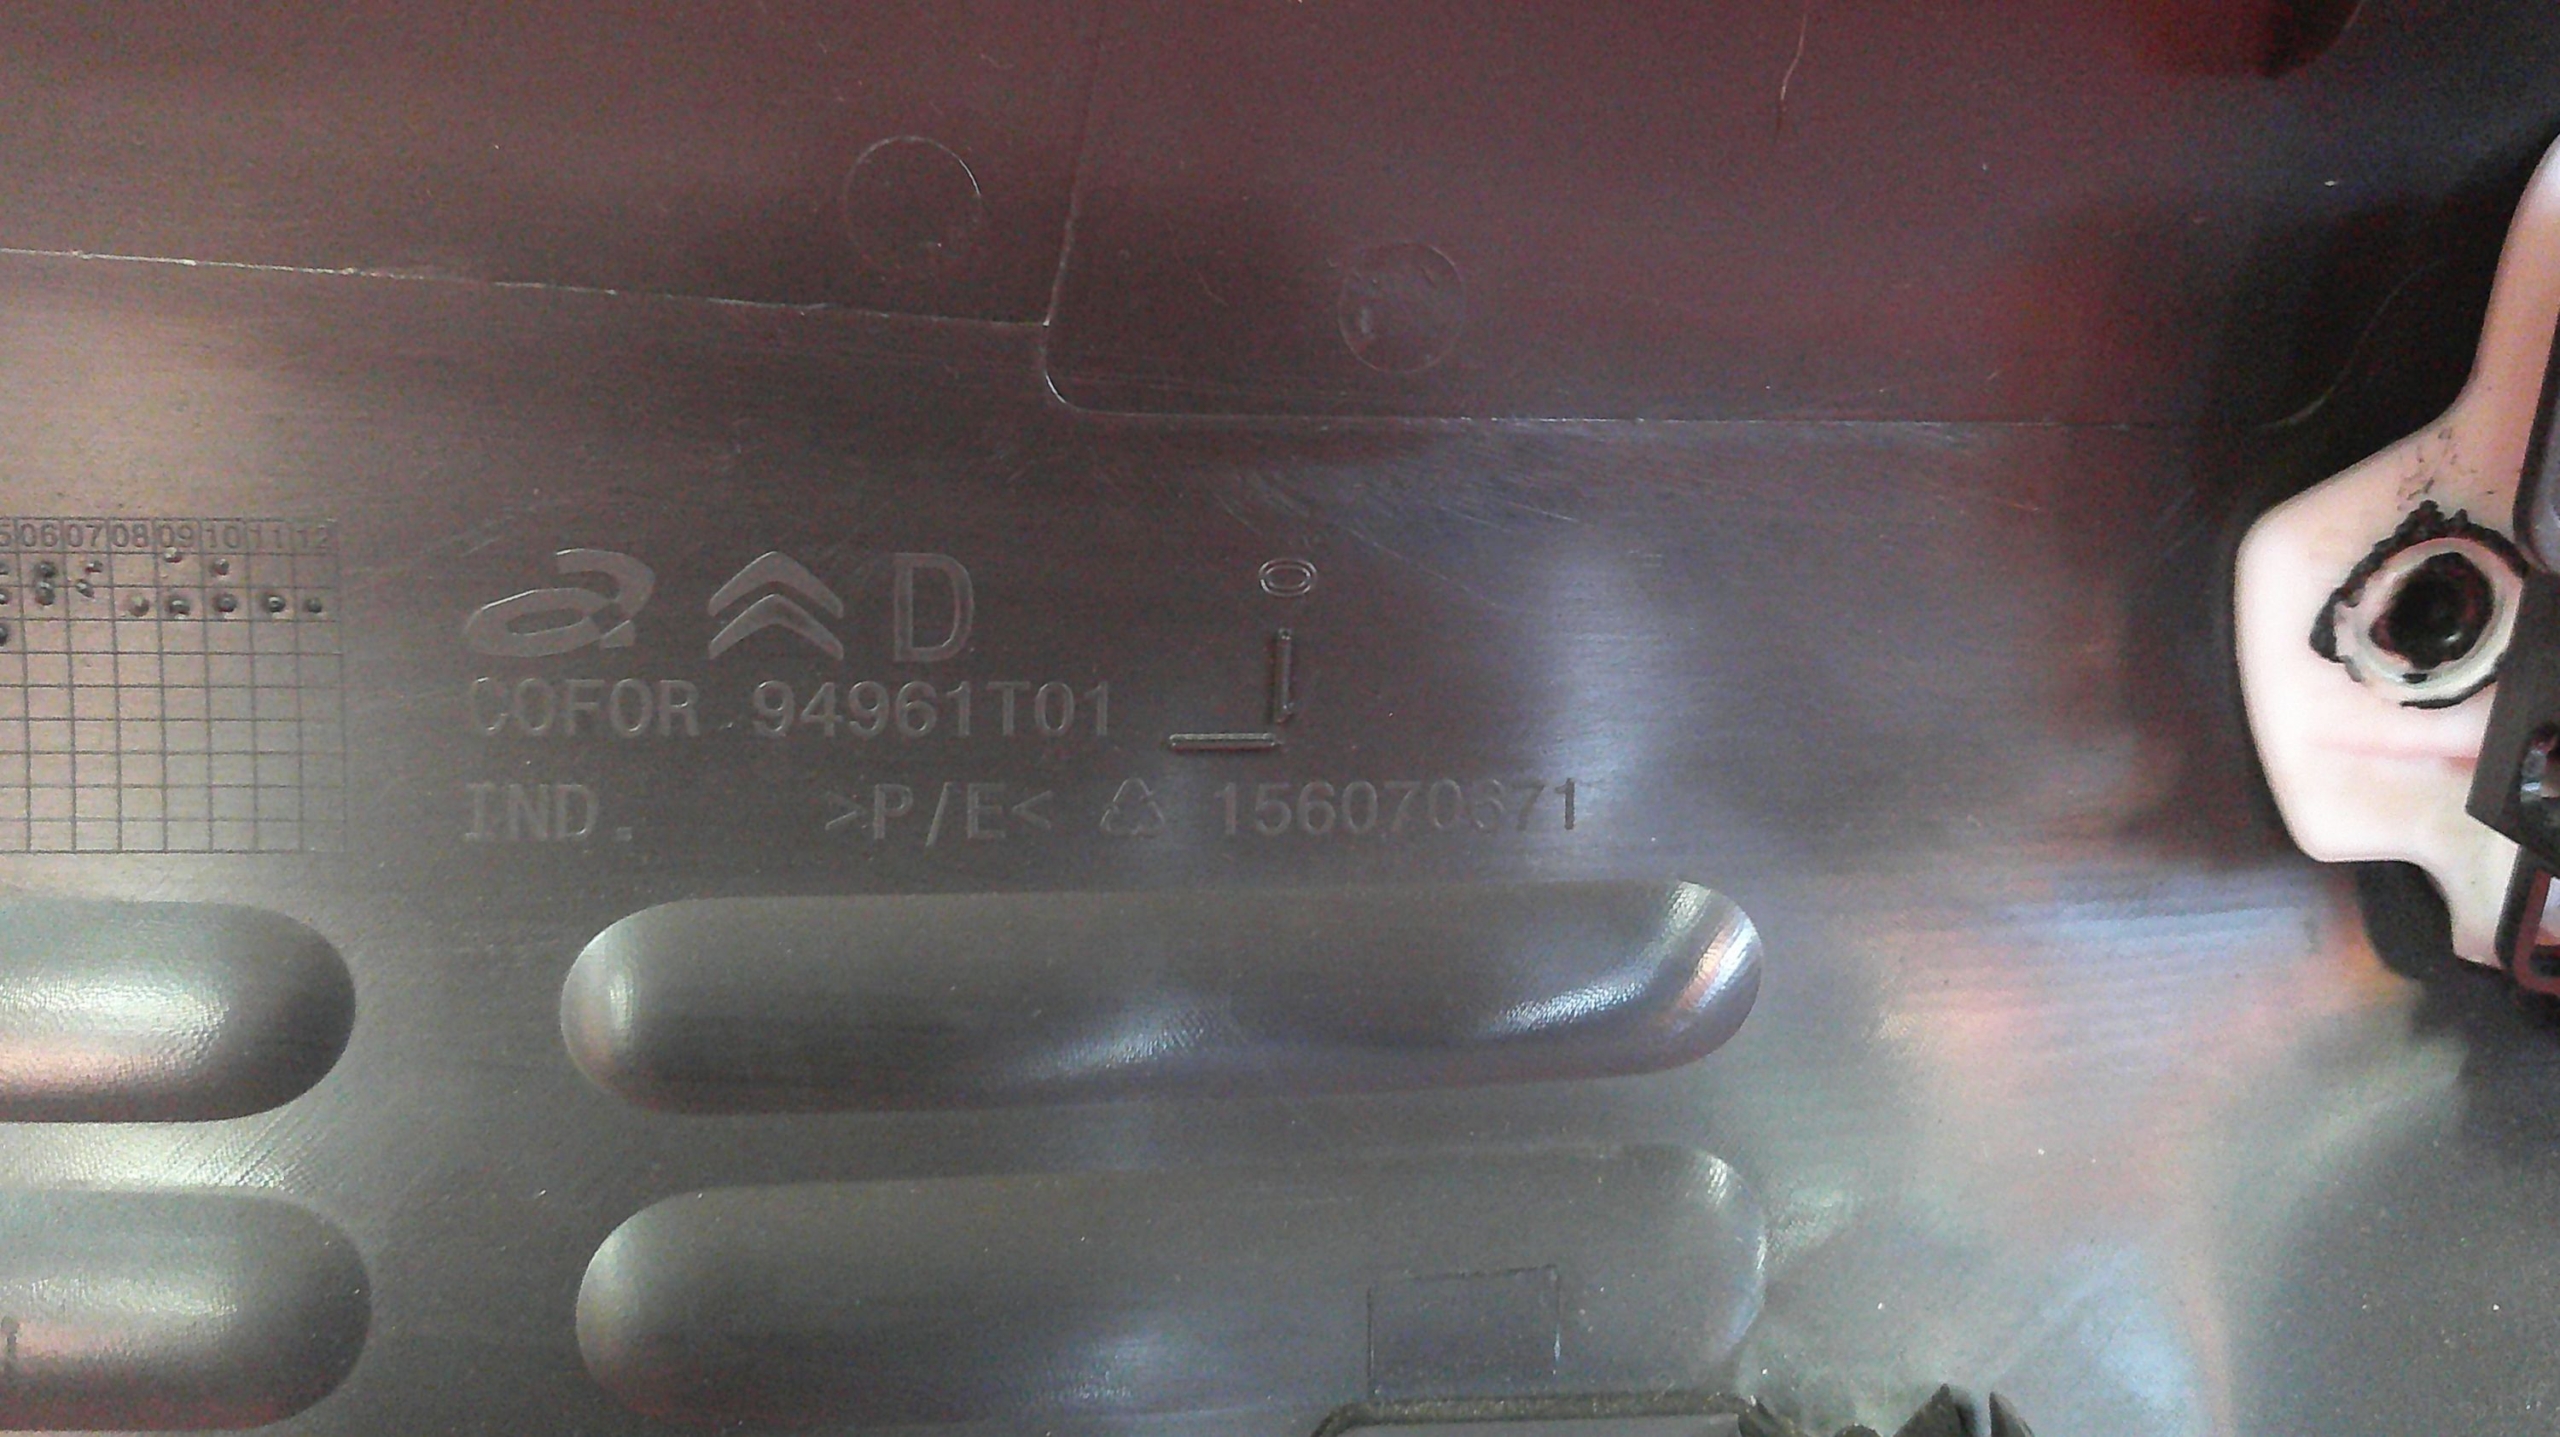 06 07 08 09 10 11 12
a D
COFOR 94961T01
IND. >P/E< 156070671